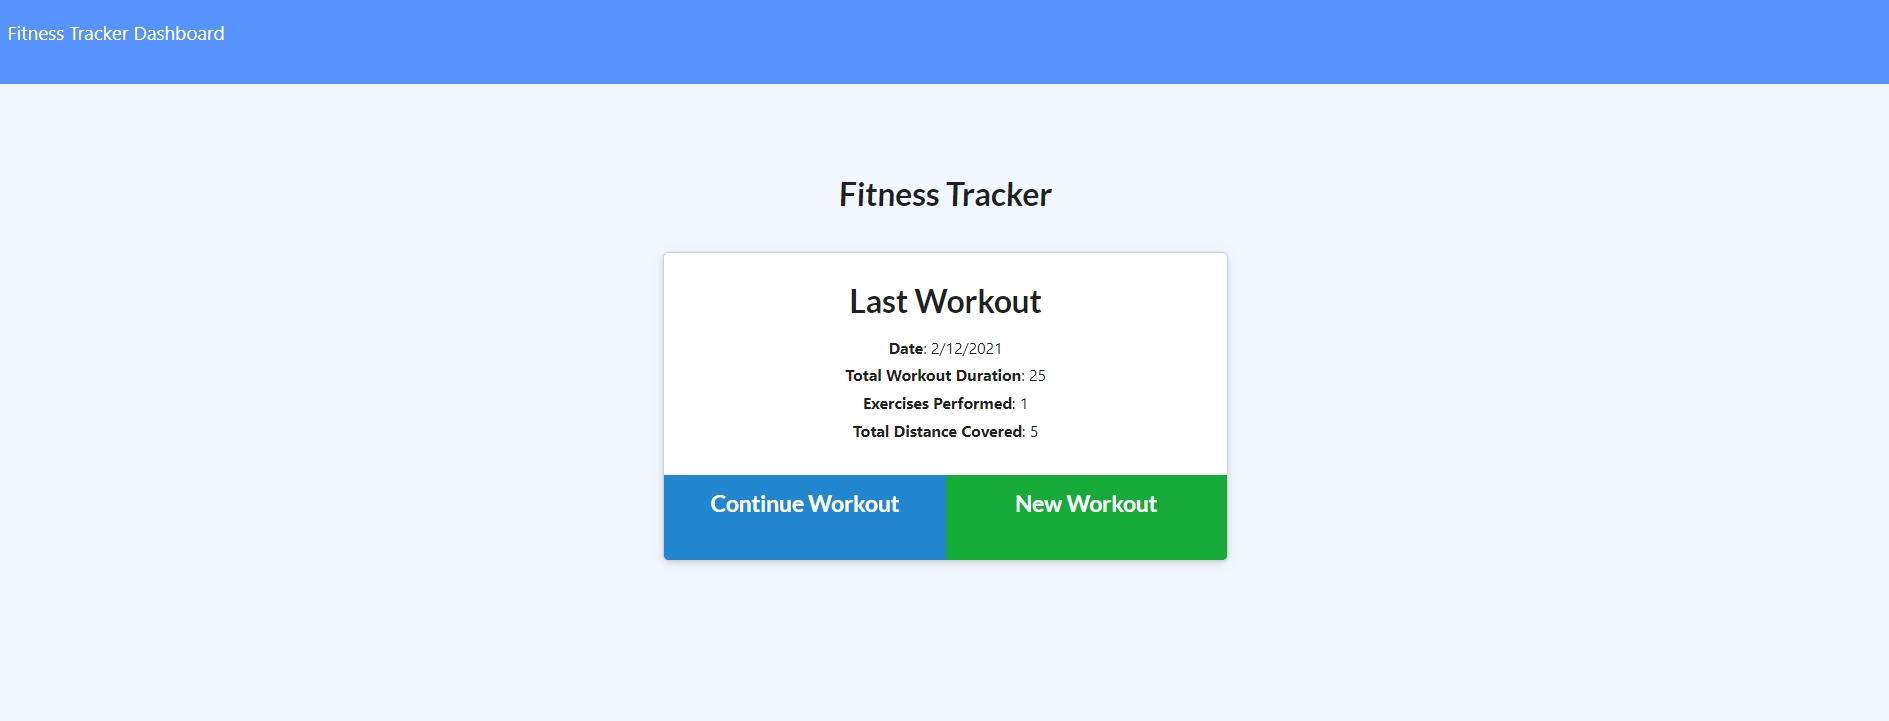 Fitness Tracker Dashboard
Fitness Tracker
Last Workout
Date: 2/12/2021
Total Workout Duration: 25
Exercises Performed: 1
Total Distance Covered: 5
Continue Workout
New Workout